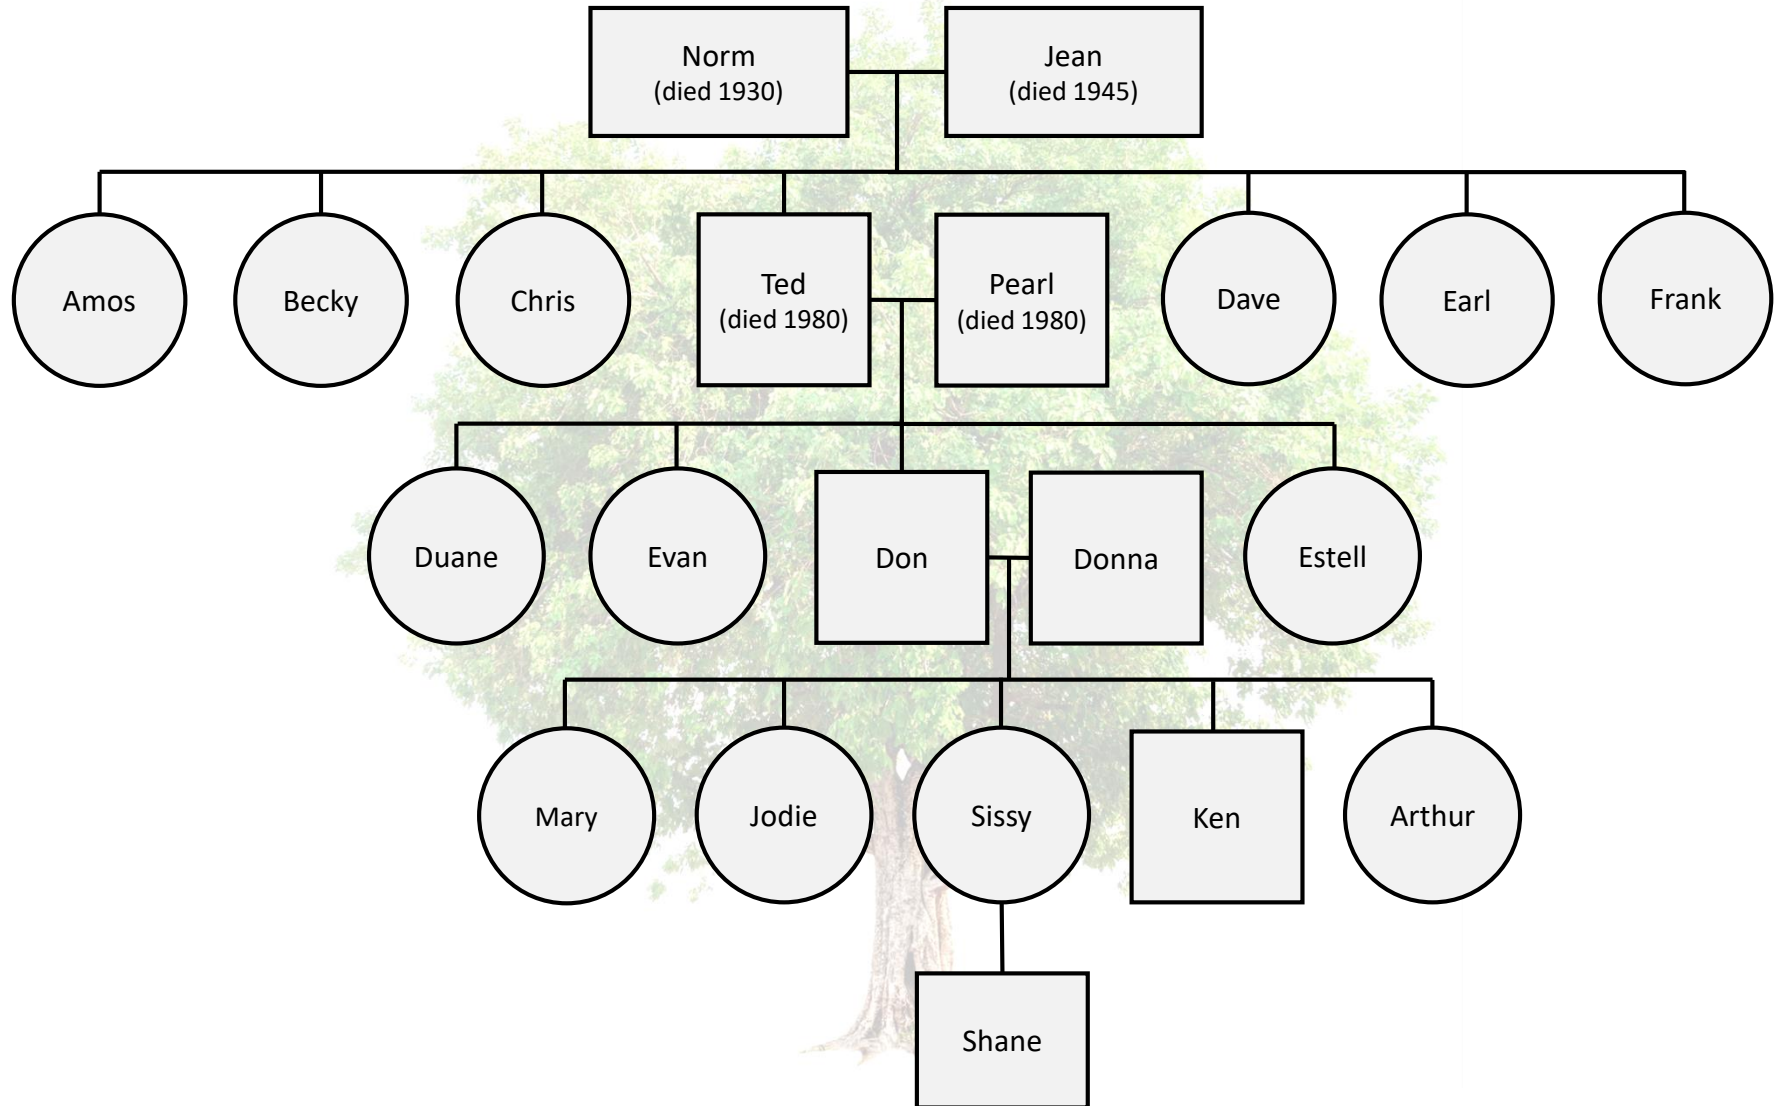 Norm
(died 1930)
Jean
(died 1945)
Amos
Becky
Chris
Ted
(died 1980)
Pearl
(died 1980)
Dave
Earl
Frank
Duane
Evan
Don
Donna
Estell
Mary
Jodie
Sissy
Ken
Arthur
Shane